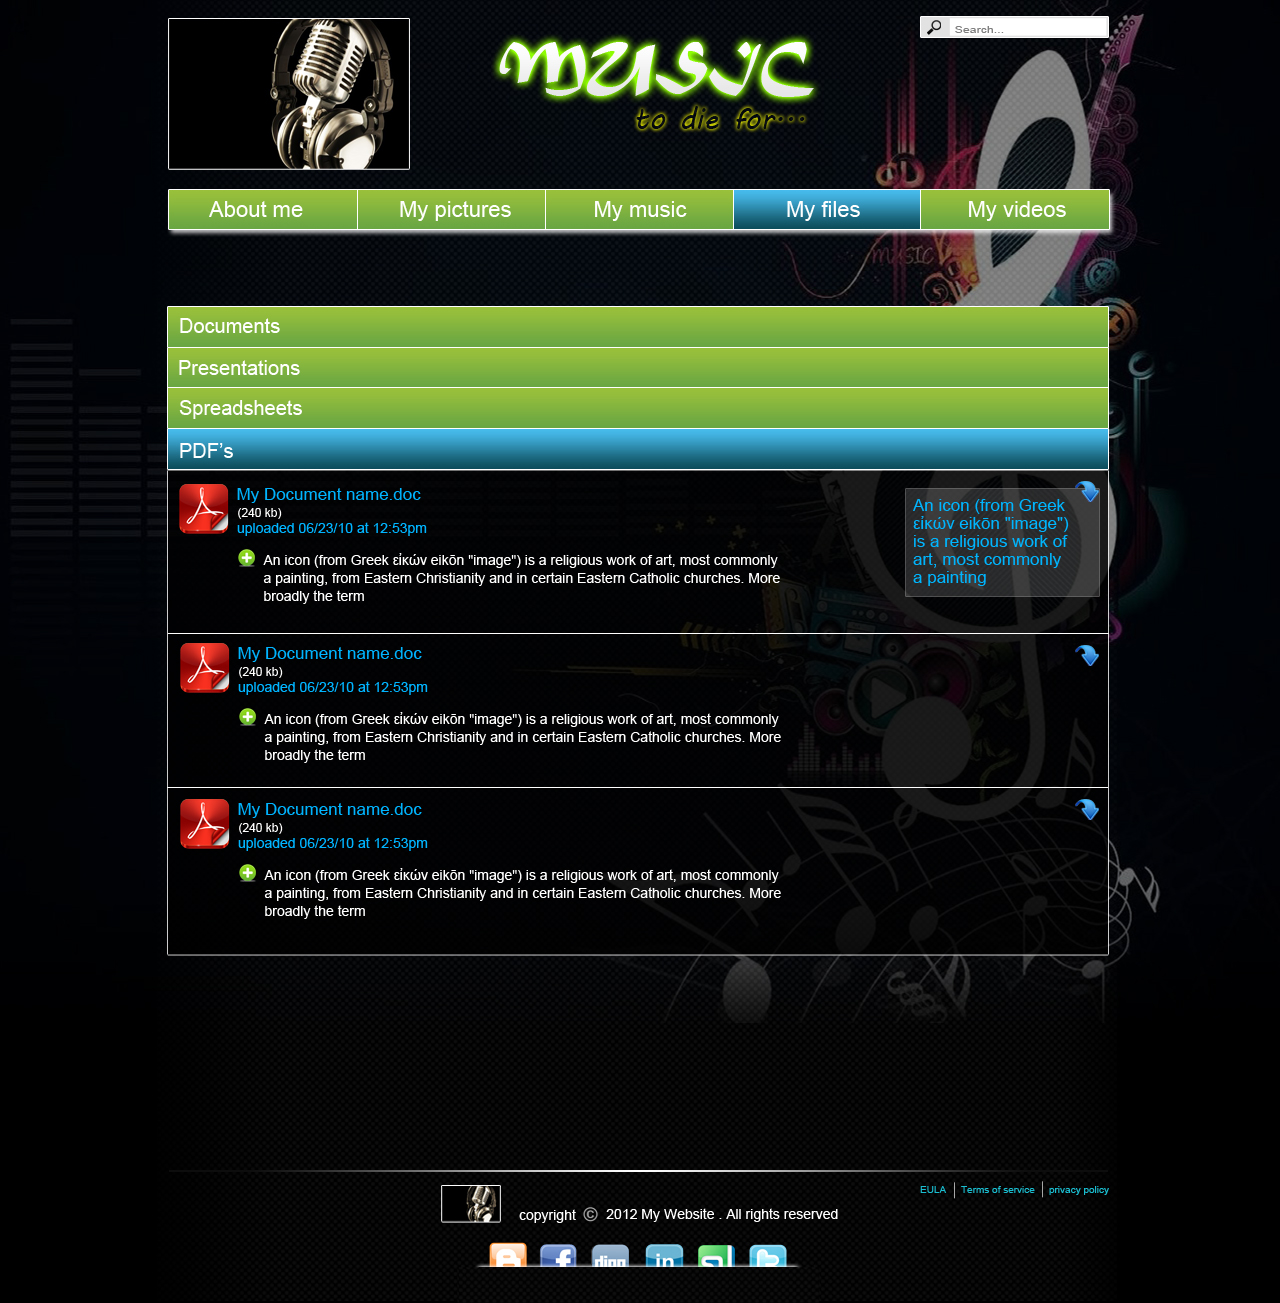 Search...
MUSIC
to die for...
About me
My pictures
My music
My files
My videos
MUSIC
Documents
Presentations
Spreadsheets
PDF's
My Document name.doc
(240 kb)
uploaded 06/23/10 at 12:53pm
An icon (from Greek εἰκών eikōn "image") is a religious work of art, most commonly
a painting, from Eastern Christianity and in certain Eastern Catholic churches. More
broadly the term
An icon (from Greek
εἰκών eikōn "image")
is a religious work of
art, most commonly
a painting
My Document name.doc
(240 kb)
uploaded 06/23/10 at 12:53pm
An icon (from Greek εἰκών eikōn "image") is a religious work of art, most commonly
a painting, from Eastern Christianity and in certain Eastern Catholic churches. More
broadly the term
My Document name.doc
(240 kb)
uploaded 06/23/10 at 12:53pm
An icon (from Greek εἰκών eikōn "image") is a religious work of art, most commonly
a painting, from Eastern Christianity and in certain Eastern Catholic churches. More
broadly the term
EULA
Terms of service
privacy policy
copyright © 2012 My Website . All rights reserved
digg
in